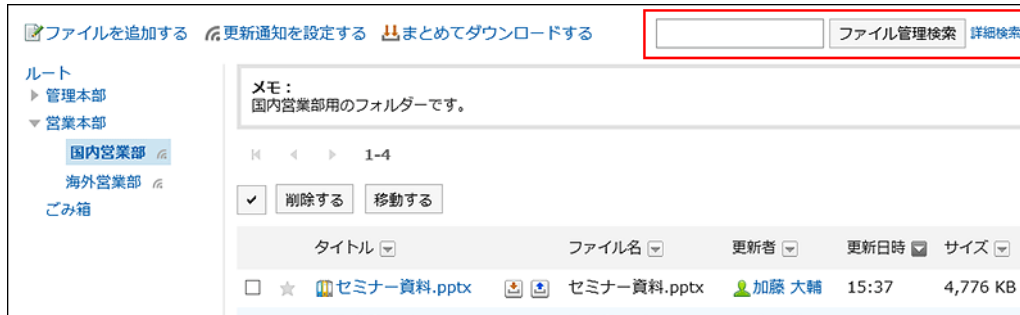 ファイルを追加する 更新通知を設定する まとめてダウンロードする ファイル管理検索 詳細検索
ルート
管理本部
営業本部
国内営業部
海外営業部
ごみ箱
メモ：
国内営業部用のフォルダーです。
1-4
削除する 移動する
タイトル ファイル名 更新者 更新日時 サイズ
セミナー資料.pptx セミナー資料.pptx 加藤 大輔 15:37 4,776 KB